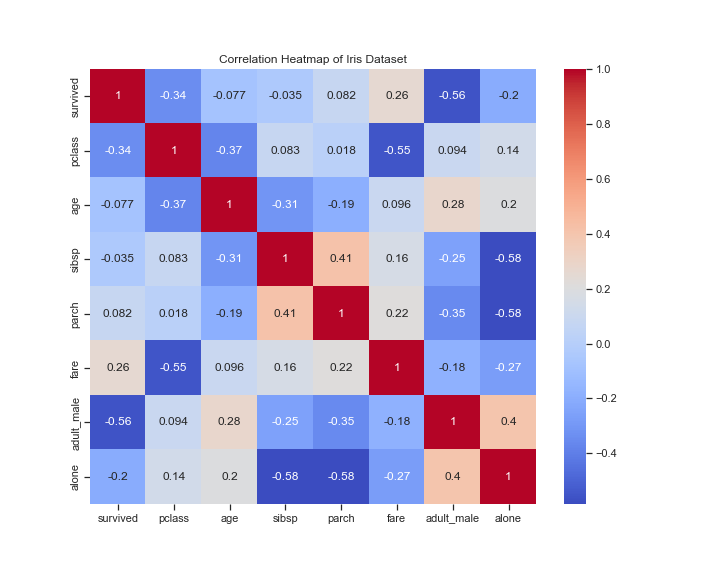 Correlation Heatmap of Iris Dataset
survived 1 -0.34 -0.077 -0.035 0.082 0.26 -0.56 -0.2
pclass -0.34 1 -0.37 0.083 0.018 -0.55 0.094 0.14
age -0.077 -0.37 1 -0.31 -0.19 0.096 0.28 0.2
sibsp -0.035 0.083 -0.31 1 0.41 0.16 -0.25 -0.58
parch 0.082 0.018 -0.19 0.41 1 0.22 -0.35 -0.58
fare 0.26 -0.55 0.096 0.16 0.22 1 -0.18 -0.27
adult_male -0.56 0.094 0.28 -0.25 -0.35 -0.18 1 0.4
alone -0.2 0.14 0.2 -0.58 -0.58 -0.27 0.4 1
survived pclass age sibsp parch fare adult_male alone
1.0
0.8
0.6
0.4
0.2
0.0
-0.2
-0.4